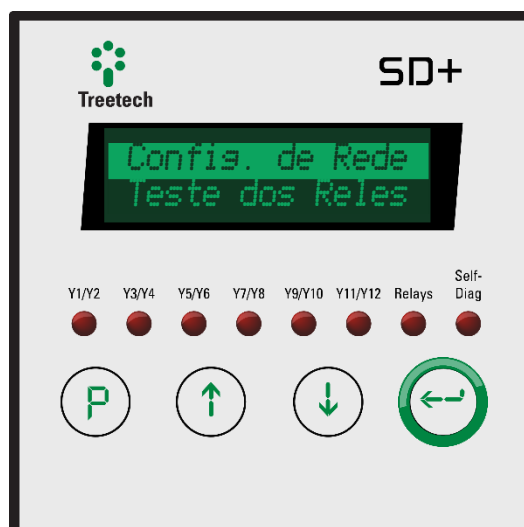 Treetech
SD+
Config. de Rede
Teste dos Reles
Y1/Y2 Y3/Y4 Y5/Y6 Y7/Y8 Y9/Y10 Y11/Y12 Relays Self-
Diag
P